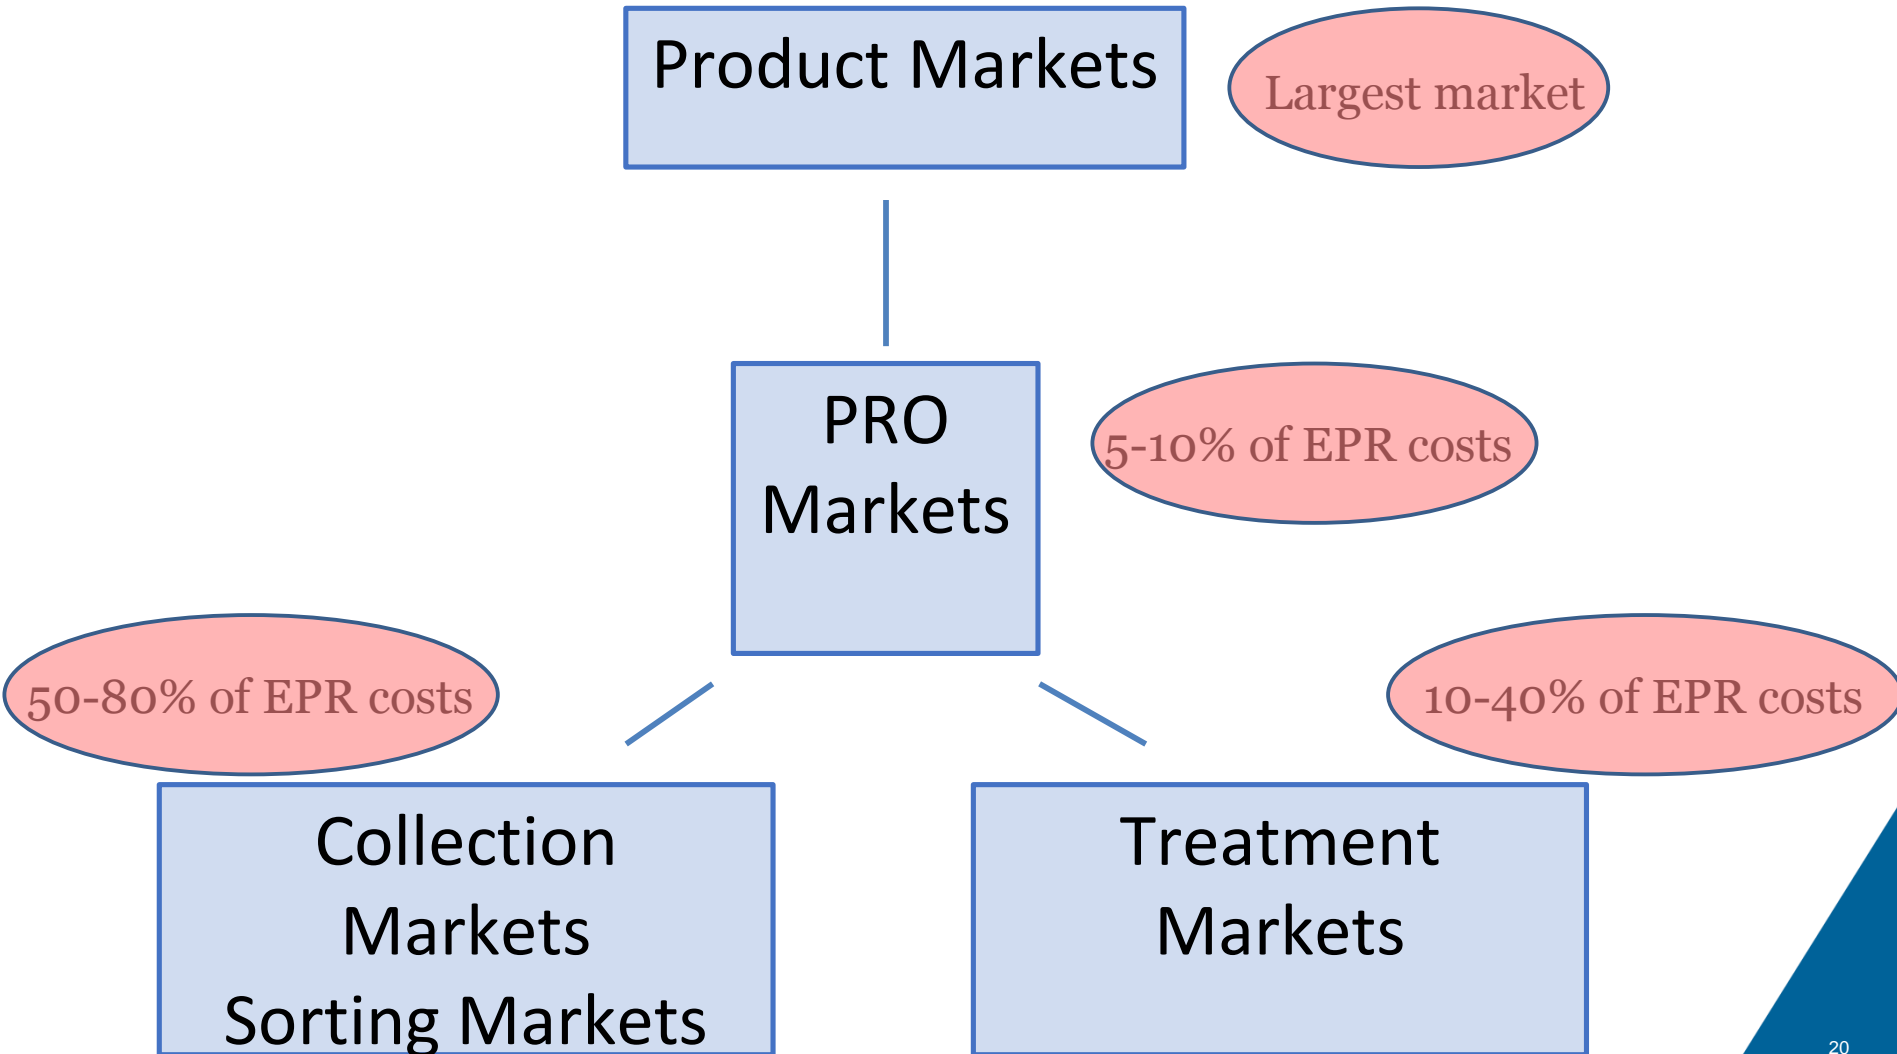 Product Markets
Largest market
PRO
Markets
5-10% of EPR costs
50-80% of EPR costs
10-40% of EPR costs
Collection
Markets
Sorting Markets
Treatment
Markets
20